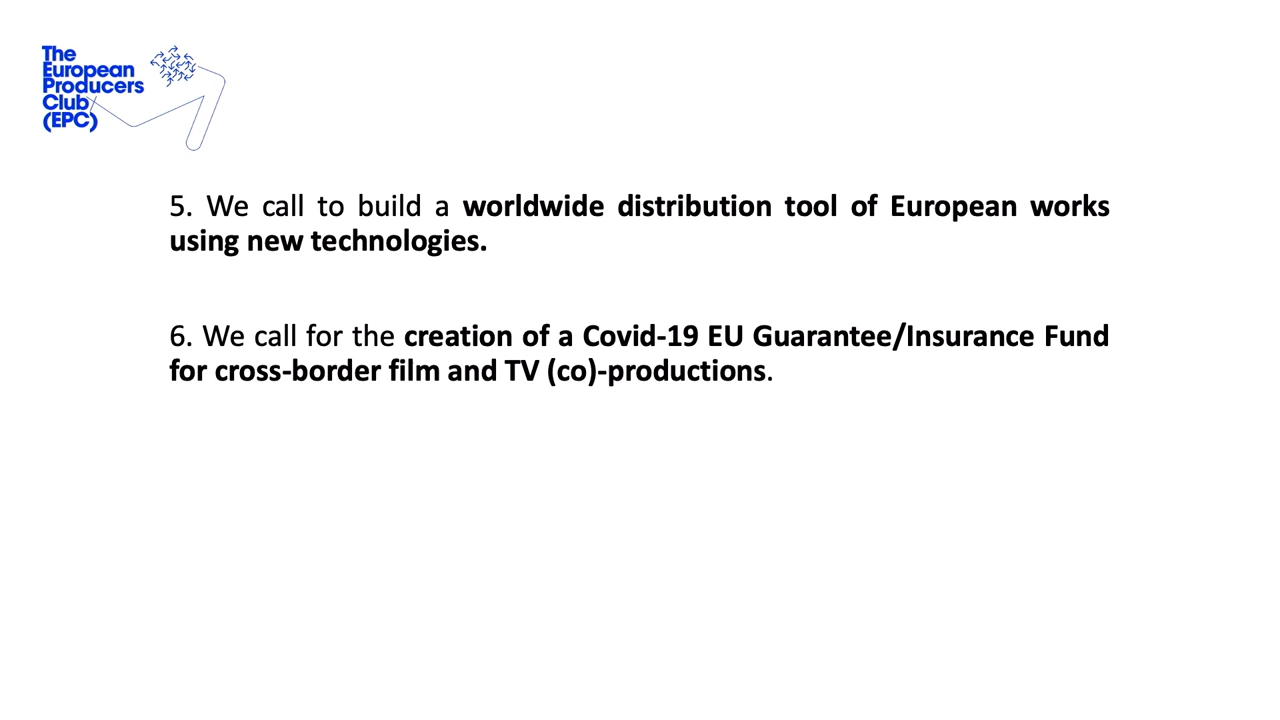 The
European
Producers
Club
(EPC)
5. We call to build a worldwide distribution tool of European works
using new technologies.
6. We call for the creation of a Covid-19 EU Guarantee/Insurance Fund
for cross-border film and TV (co)-productions.